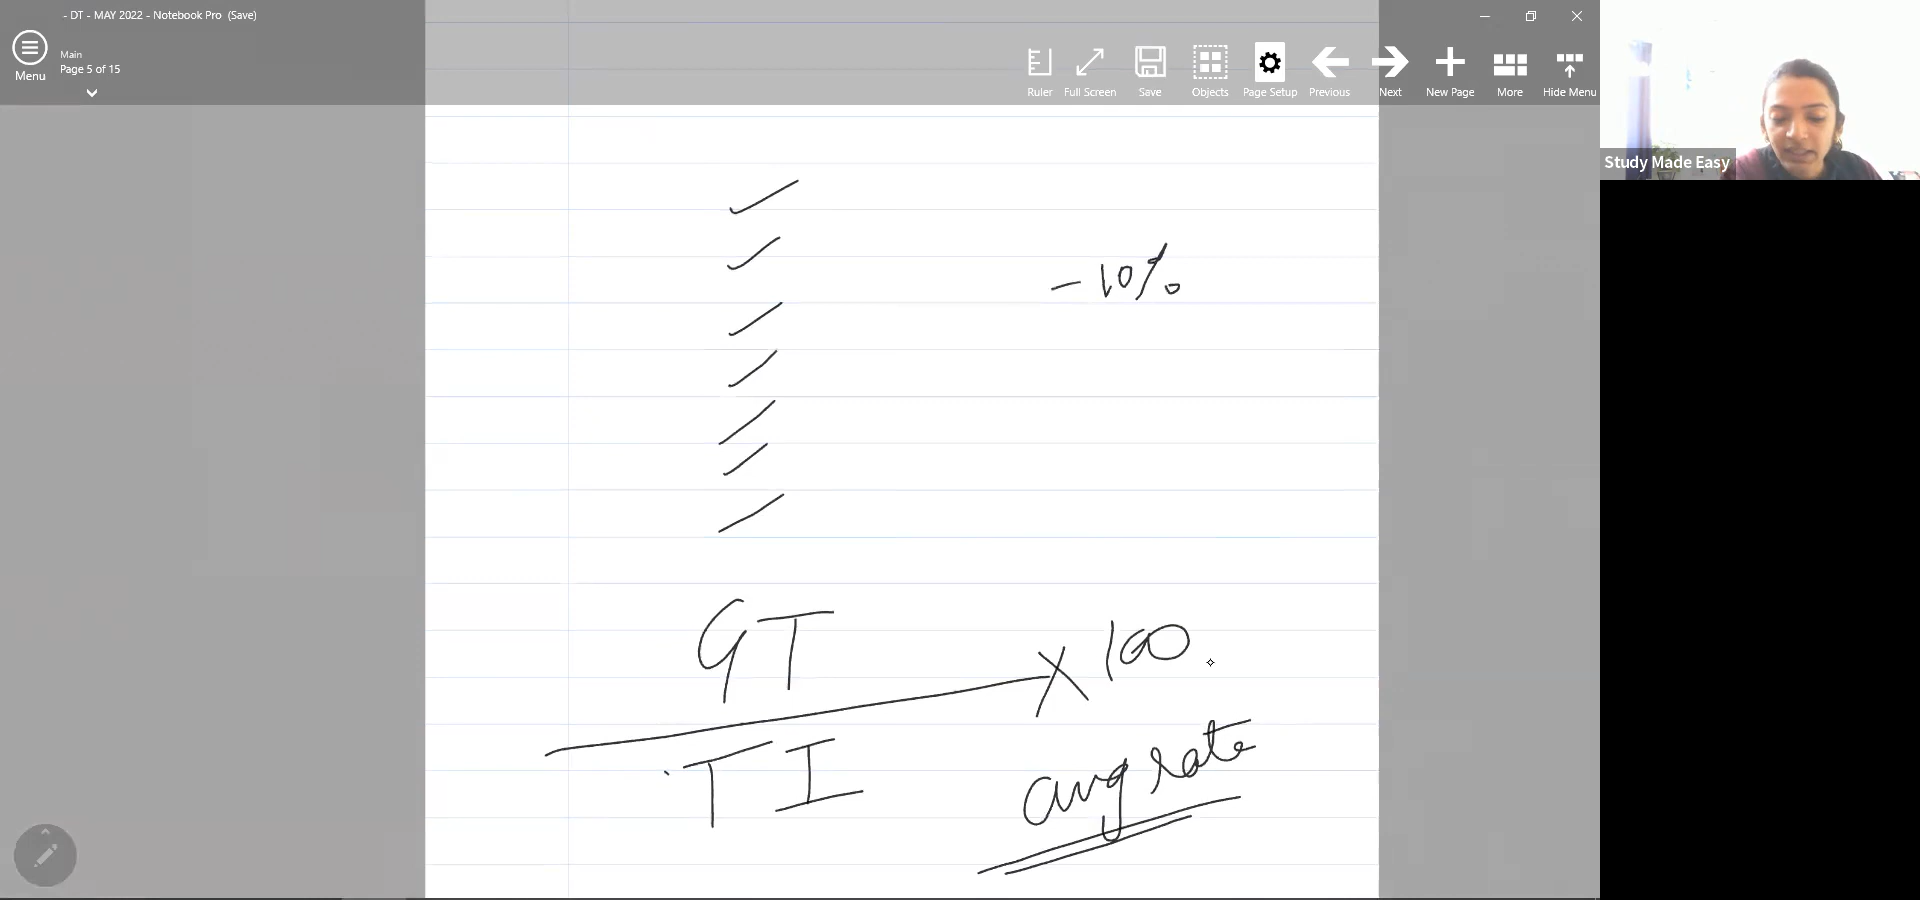 - DT - MAY 2022 - Notebook Pro (Save)
Menu
Main
Page 5 of 15
Ruler
Full Screen
Save
Objects
Page Setup
Previous
Next
New Page
More
Hide Menu
Study Made Easy
- 10%
GT
X 100
TI
avg rate